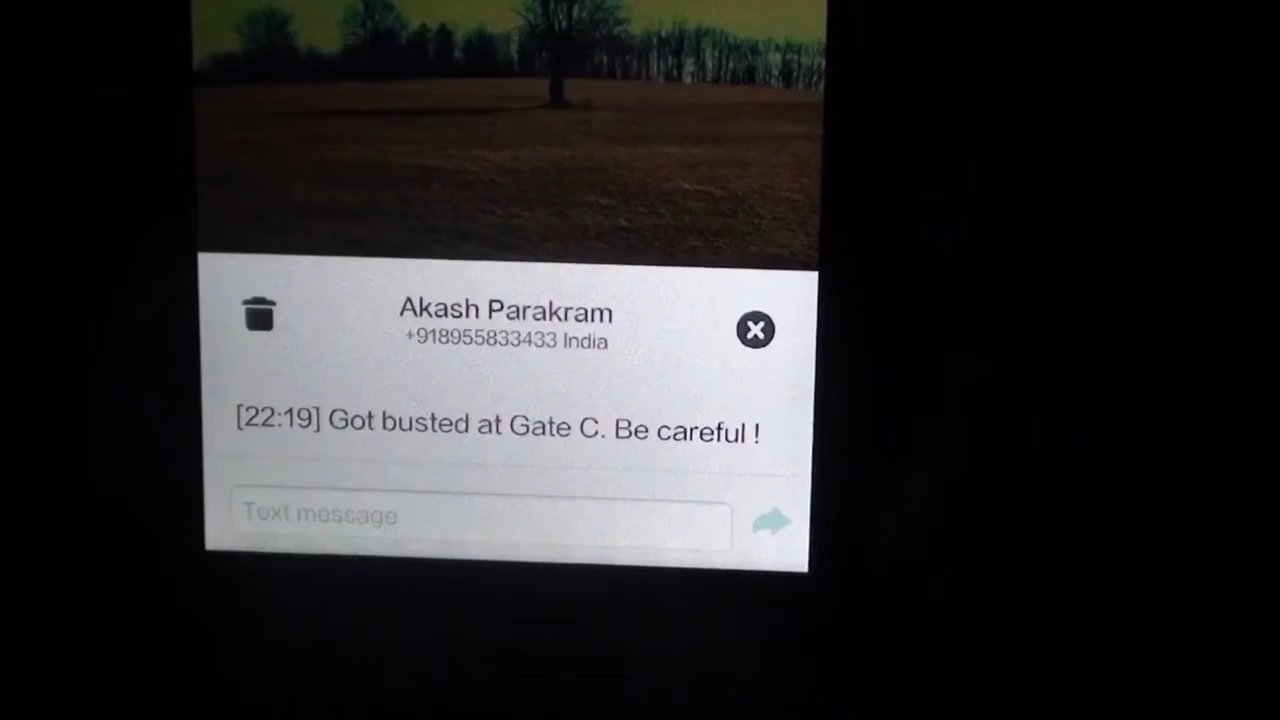 Akash Parakram
+918955833433 India
[22:19] Got busted at Gate C. Be careful !
Text message